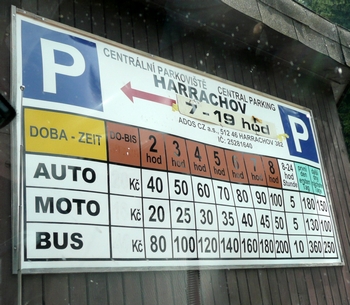 CENTRÁLNÍ PARKOVIŠTĚ CENTRAL PARKING
P HARRACHOV P
7 - 19 hod
ADOS CZ a.s., 512 46 HARRACHOV 382
IČ: 25281640
DOBA - ZEIT DO-BIS 2 hod 3 hod 4 hod 5 hod 6 hod 7 hod 8 hod 8-24 hod Stunde
AUTO Kč 40 50 60 70 80 90 100 5 180 150
MOTO Kč 20 25 30 35 40 45 50 5 130 100
BUS Kč 80 100 120 140 160 180 200 10 360 250